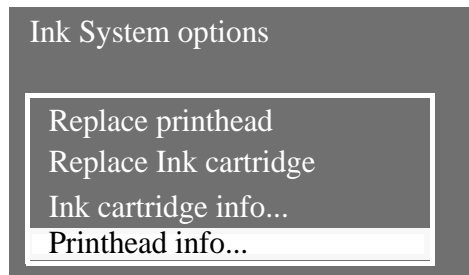 Ink System options
Replace printhead
Replace Ink cartridge
Ink cartridge info...
Printhead info...